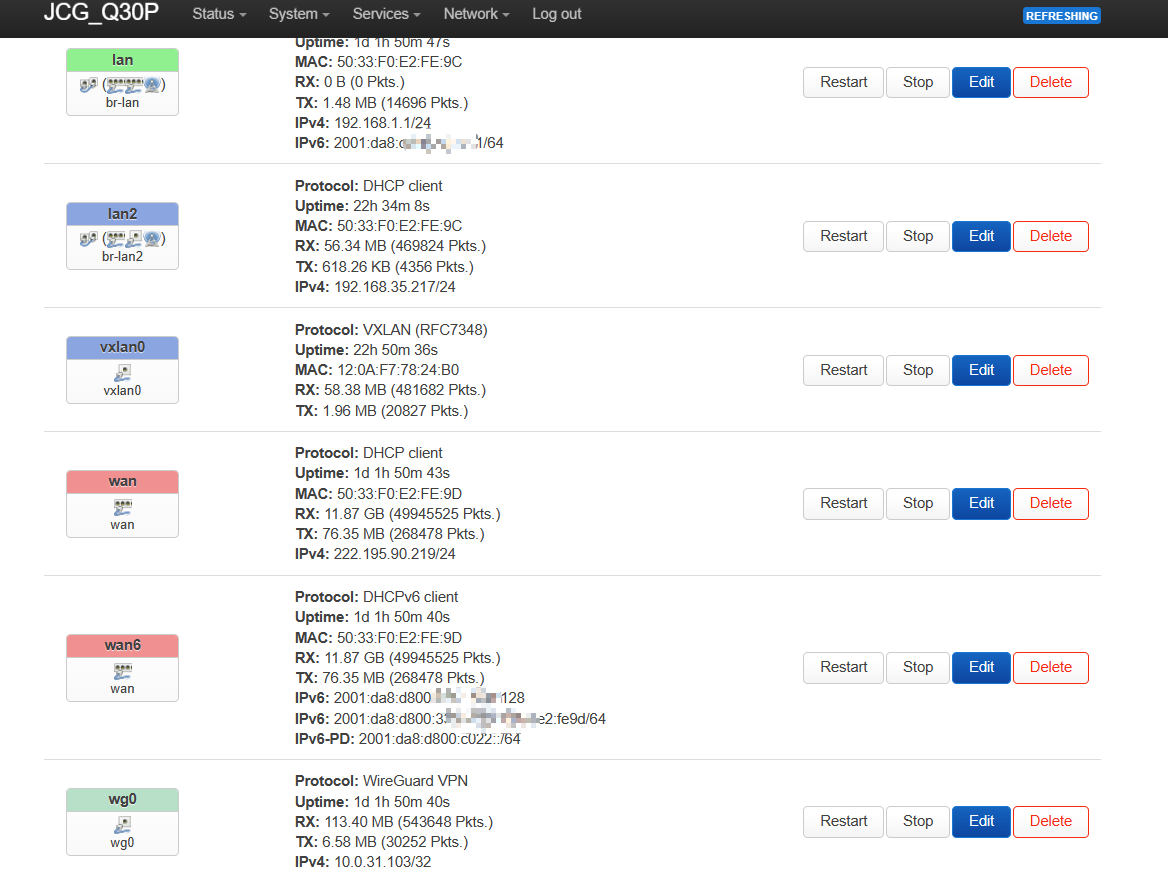 JCG_Q30P Status System Services Network Log out REFRESHING
lan
br-lan
Uptime: 1d 1h 50m 47s
MAC: 50:33:F0:E2:FE:9C
RX: 0 B (0 Pkts.)
TX: 1.48 MB (14696 Pkts.)
IPv4: 192.168.1.1/24
IPv6: 2001:da8: 1/64
Restart Stop Edit Delete
lan2
br-lan2
Protocol: DHCP client
Uptime: 22h 34m 8s
MAC: 50:33:F0:E2:FE:9C
RX: 56.34 MB (469824 Pkts.)
TX: 618.26 KB (4356 Pkts.)
IPv4: 192.168.35.217/24
Restart Stop Edit Delete
vxlan0
vxlan0
Protocol: VXLAN (RFC7348)
Uptime: 22h 50m 36s
MAC: 12:0A:F7:78:24:B0
RX: 58.38 MB (481682 Pkts.)
TX: 1.96 MB (20827 Pkts.)
Restart Stop Edit Delete
wan
wan
Protocol: DHCP client
Uptime: 1d 1h 50m 43s
MAC: 50:33:F0:E2:FE:9D
RX: 11.87 GB (49945525 Pkts.)
TX: 76.35 MB (268478 Pkts.)
IPv4: 222.195.90.219/24
Restart Stop Edit Delete
wan6
wan
Protocol: DHCPv6 client
Uptime: 1d 1h 50m 40s
MAC: 50:33:F0:E2:FE:9D
RX: 11.87 GB (49945525 Pkts.)
TX: 76.35 MB (268478 Pkts.)
IPv6: 2001:da8:d800 128
IPv6: 2001:da8:d800:3 e2:fe9d/64
IPv6-PD: 2001:da8:d800:c022::/64
Restart Stop Edit Delete
wg0
wg0
Protocol: WireGuard VPN
Uptime: 1d 1h 50m 40s
RX: 113.40 MB (543648 Pkts.)
TX: 6.58 MB (30252 Pkts.)
IPv4: 10.0.31.103/32
Restart Stop Edit Delete